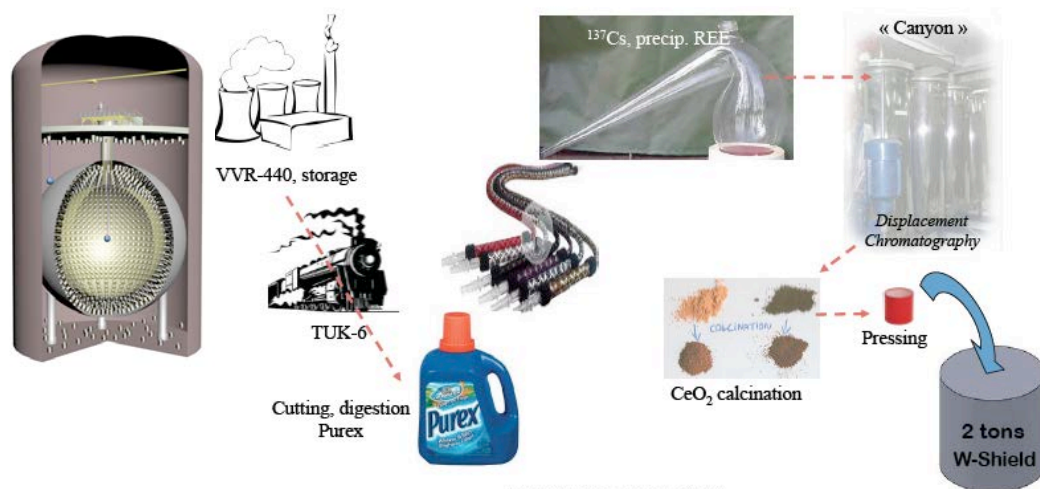 ¹³⁷Cs, precip. REE
« Canyon »
VVR-440, storage
Displacement
Chromatography
TUK-6
CALCINATION
Pressing
Cutting, digestion
Purex
Purex
CeO₂ calcination
2 tons
W-Shield